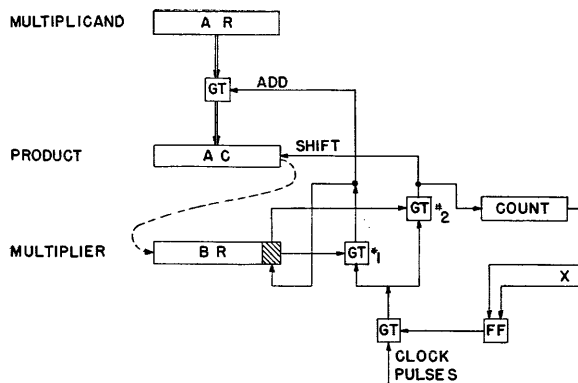 MULTIPLICAND
A R
GT
ADD
PRODUCT
A C
SHIFT
GT #2
COUNT
MULTIPLIER
B R
GT #1
X
GT
FF
CLOCK
PULSES